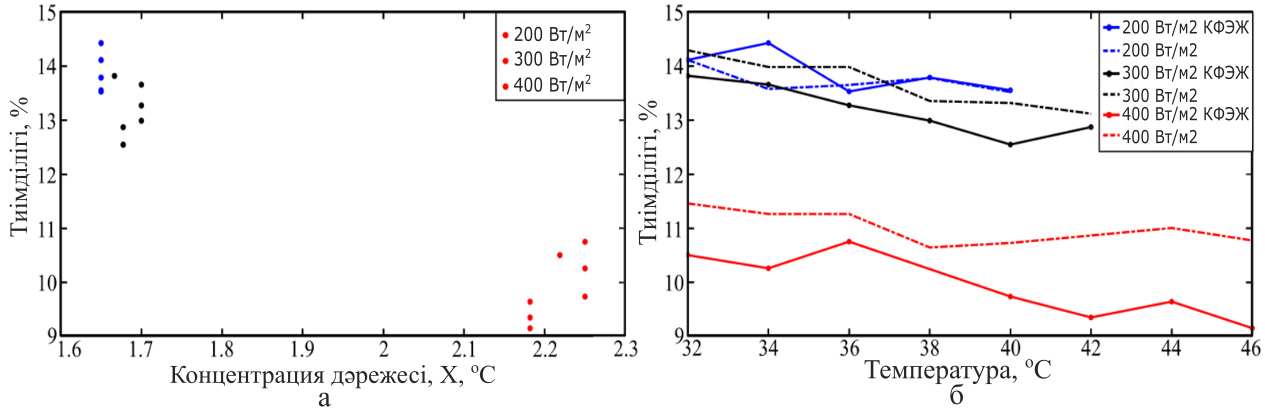 15
14
13
12
11
10
9
1.6 1.7 1.8 1.9 2 2.1 2.2 2.3
Тиімділігі, %
Концентрация дәрежесі, X, °C
200 Вт/м²
300 Вт/м²
400 Вт/м²
а
15
14
13
12
11
10
9
32 34 36 38 40 42 44 46
Тиімділігі, %
Температура, °C
200 Вт/м2 КФЭЖ
200 Вт/м2
300 Вт/м2 КФЭЖ
300 Вт/м2
400 Вт/м2 КФЭЖ
400 Вт/м2
б